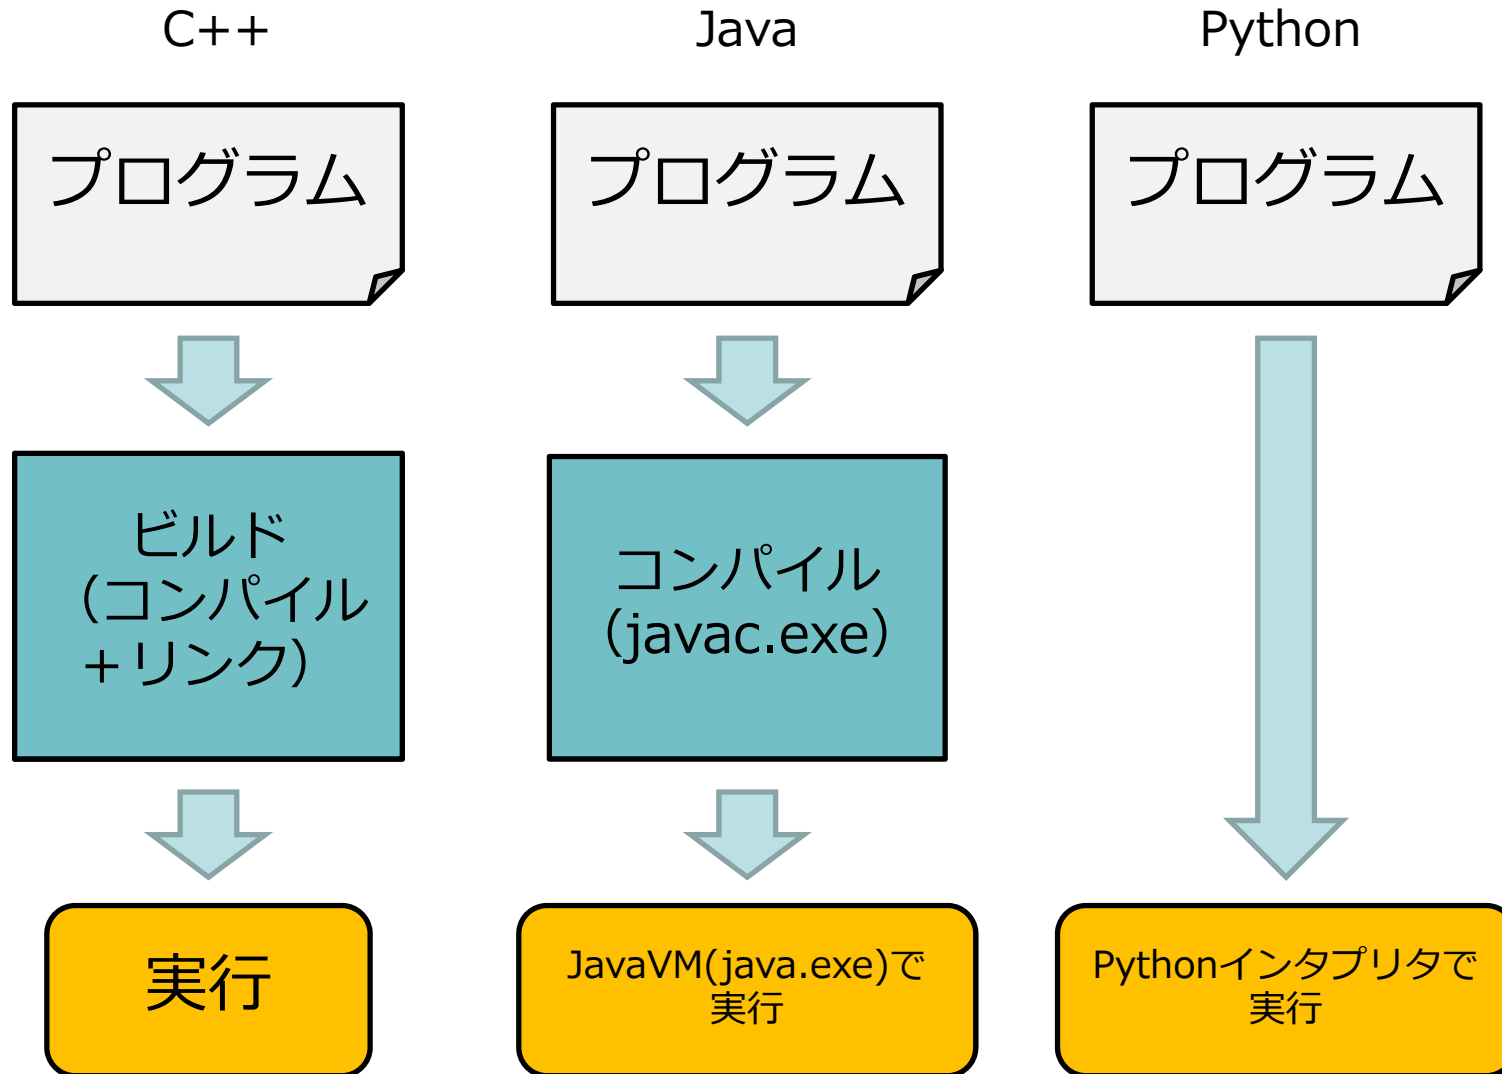 C++
プログラム
ビルド
（コンパイル
＋リンク）
実行
Java
プログラム
コンパイル
（javac.exe）
JavaVM(java.exe)で
実行
Python
プログラム
Pythonインタプリタで
実行